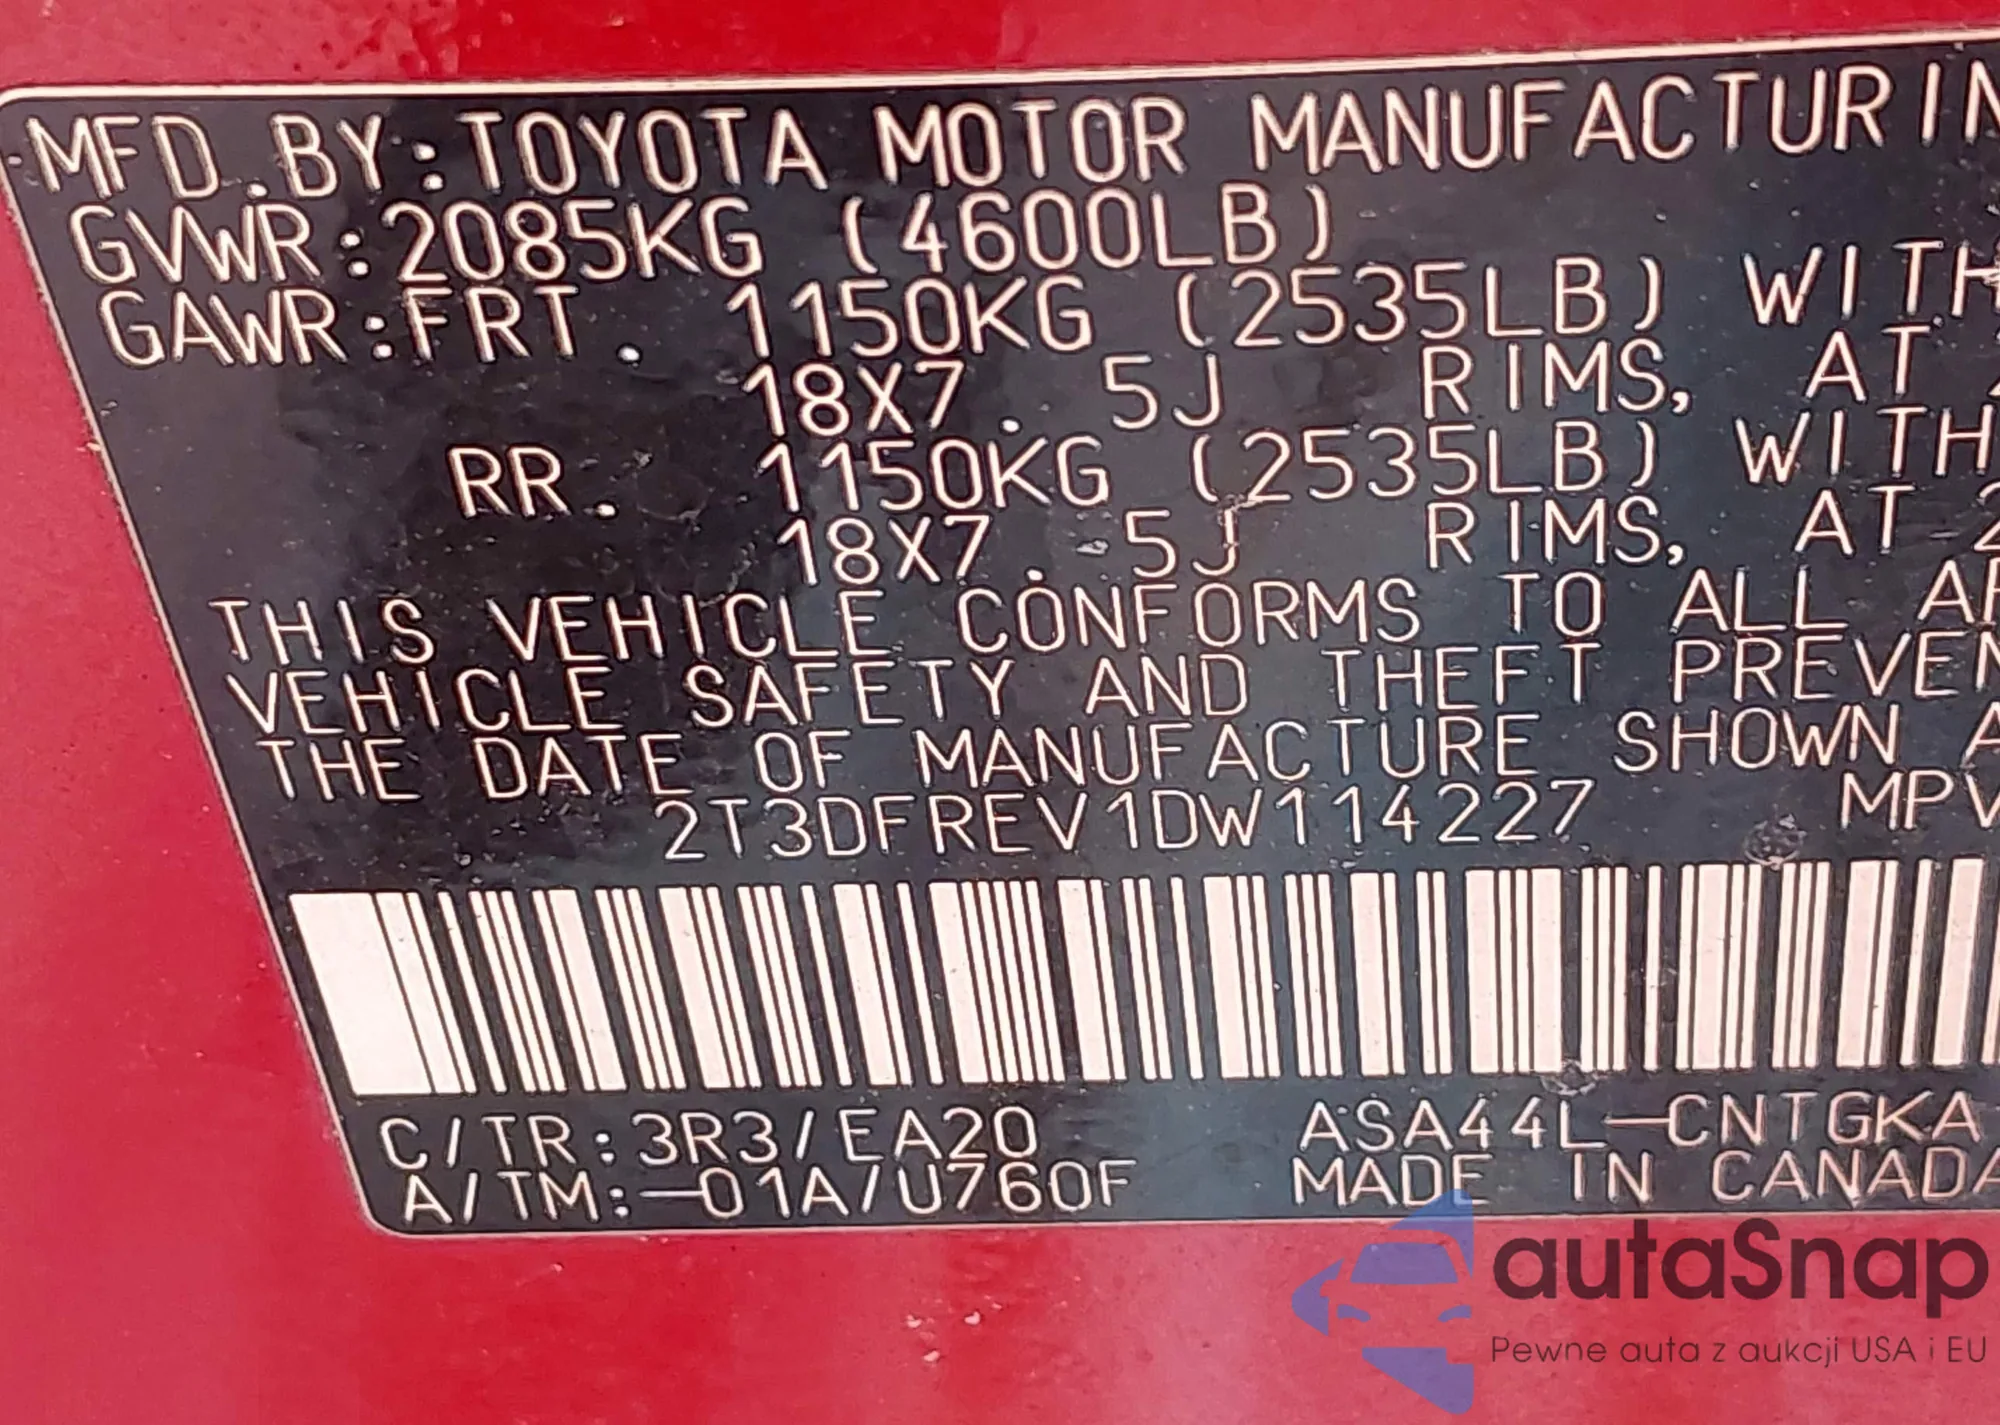 MFD.BY:TOYOTA MOTOR MANUFACTURIN
GVWR:2085KG (4600LB)
GAWR:FRT. 1150KG (2535LB) WITH
18X7.5J RIMS, AT 2
RR. 1150KG (2535LB) WITH
18X7.5J RIMS, AT 2
THIS VEHICLE CONFORMS TO ALL AP
VEHICLE SAFETY AND THEFT PREVEN
THE DATE OF MANUFACTURE SHOWN A
2T3DFREV1DW114227 MPV
C/TR:3R3/EA20 ASA44L-CNTGKA
A/TM:-01A/U760F MADE IN CANADA
autaSnap
Pewne auta z aukcji USA i EU